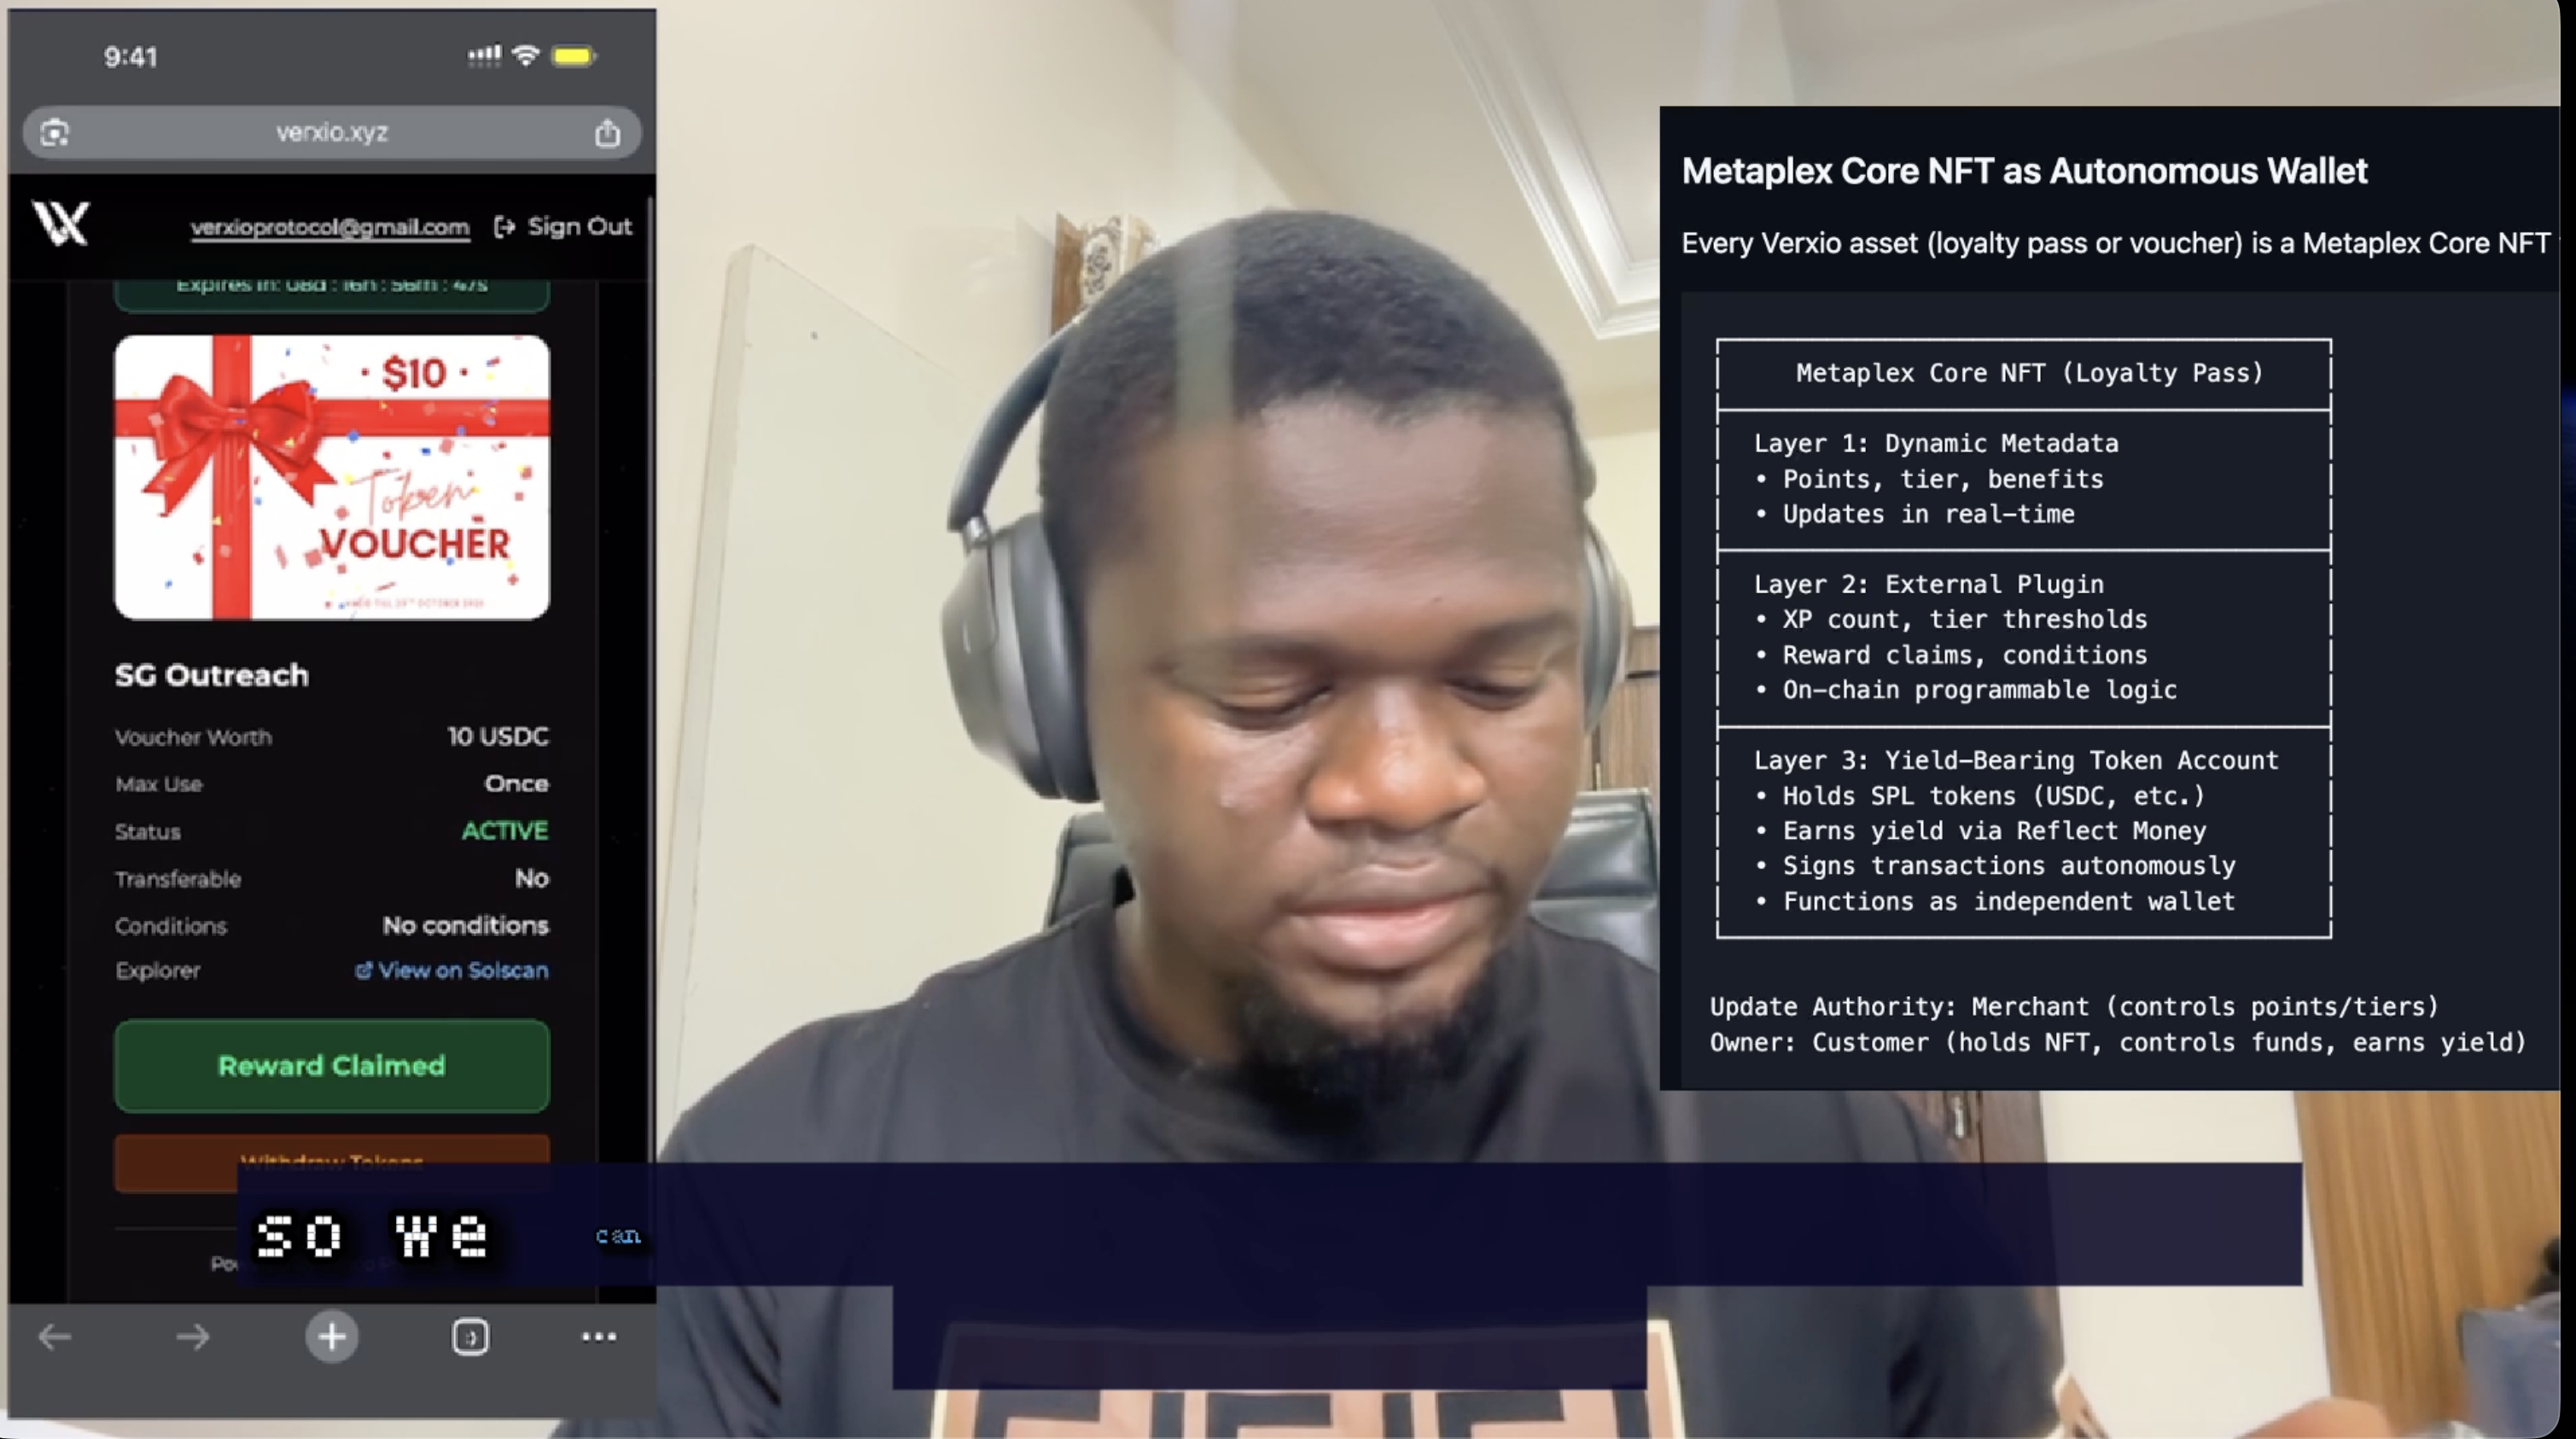 9:41
verxio.xyz
verxioprotocol@gmail.com Sign Out
Expires in: 08d : 16h : 56m : 47s
$10
Token
VOUCHER
SG Outreach
Voucher Worth 10 USDC
Max Use Once
Status ACTIVE
Transferable No
Conditions No conditions
Explorer View on Solscan
Reward Claimed
Withdraw Tokens
so we can
Metaplex Core NFT as Autonomous Wallet
Every Verxio asset (loyalty pass or voucher) is a Metaplex Core NFT
Metaplex Core NFT (Loyalty Pass)
Layer 1: Dynamic Metadata
• Points, tier, benefits
• Updates in real-time
Layer 2: External Plugin
• XP count, tier thresholds
• Reward claims, conditions
• On-chain programmable logic
Layer 3: Yield-Bearing Token Account
• Holds SPL tokens (USDC, etc.)
• Earns yield via Reflect Money
• Signs transactions autonomously
• Functions as independent wallet
Update Authority: Merchant (controls points/tiers)
Owner: Customer (holds NFT, controls funds, earns yield)